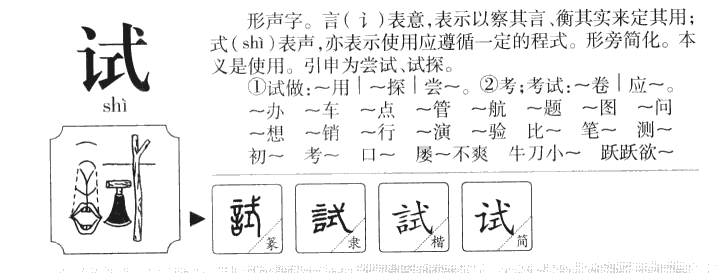 试
shì
形声字。言(讠)表意,表示以察其言、衡其实来定其用;
式(shì)表声,亦表示使用应遵循一定的程式。形旁简化。本
义是使用。引申为尝试、试探。
①试做:~用|~探|尝~。②考;考试:~卷|应~。
~办 ~车 ~点 ~管 ~航 ~题 ~图 ~问
~想 ~销 ~行 ~演 ~验 比~ 笔~ 测~
初~ 考~ 口~ 屡~不爽 牛刀小~ 跃跃欲~
試 篆
試 隶
試 楷
试 简